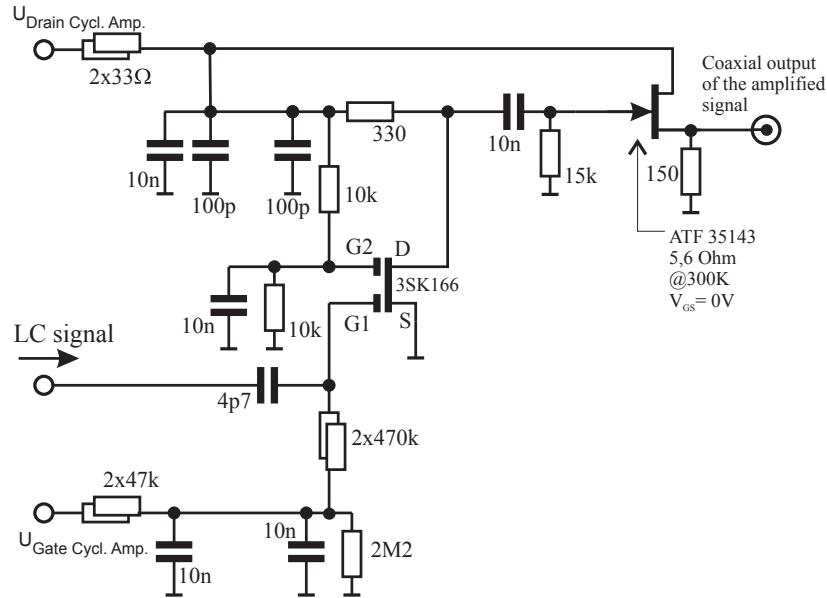 U Drain Cycl. Amp.
2x33Ω
Coaxial output
of the amplified
signal
330
10n
10n
100p
100p
10k
15k
150
G2
D
3SK166
ATF 35143
5,6 Ohm
@300K
VGS= 0V
10n
10k
G1
S
LC signal
4p7
2x470k
2x47k
10n
U Gate Cycl. Amp.
10n
2M2